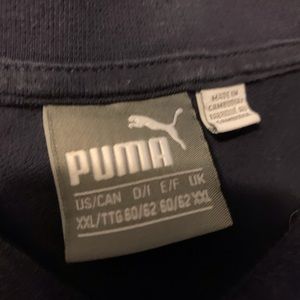 PUMA
US/CAN D/I E/F UK
XXL/TTG 60/62 60/62 XXL
MADE IN
CAMBODIA